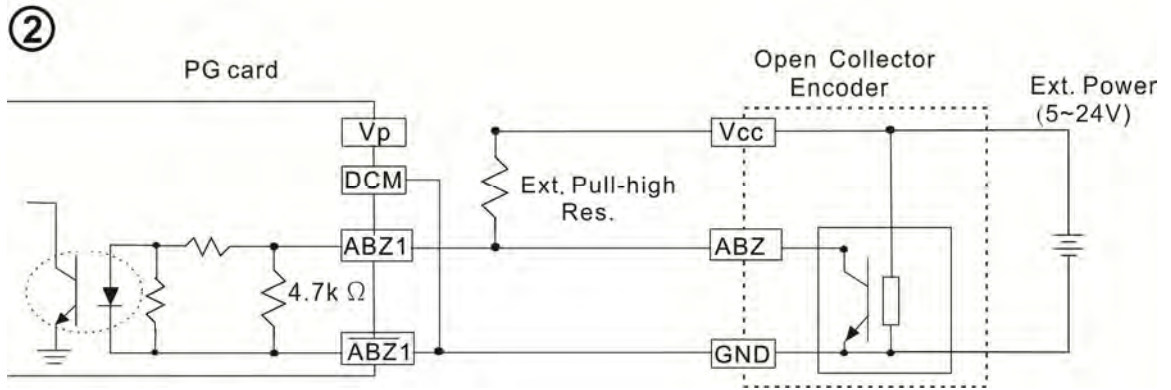 ②
PG card
Open Collector
Encoder
Ext. Power
(5~24V)
Vp
Vcc
DCM
Ext. Pull-high
Res.
ABZ1
ABZ
4.7k Ω
A̅B̅Z̅1
GND